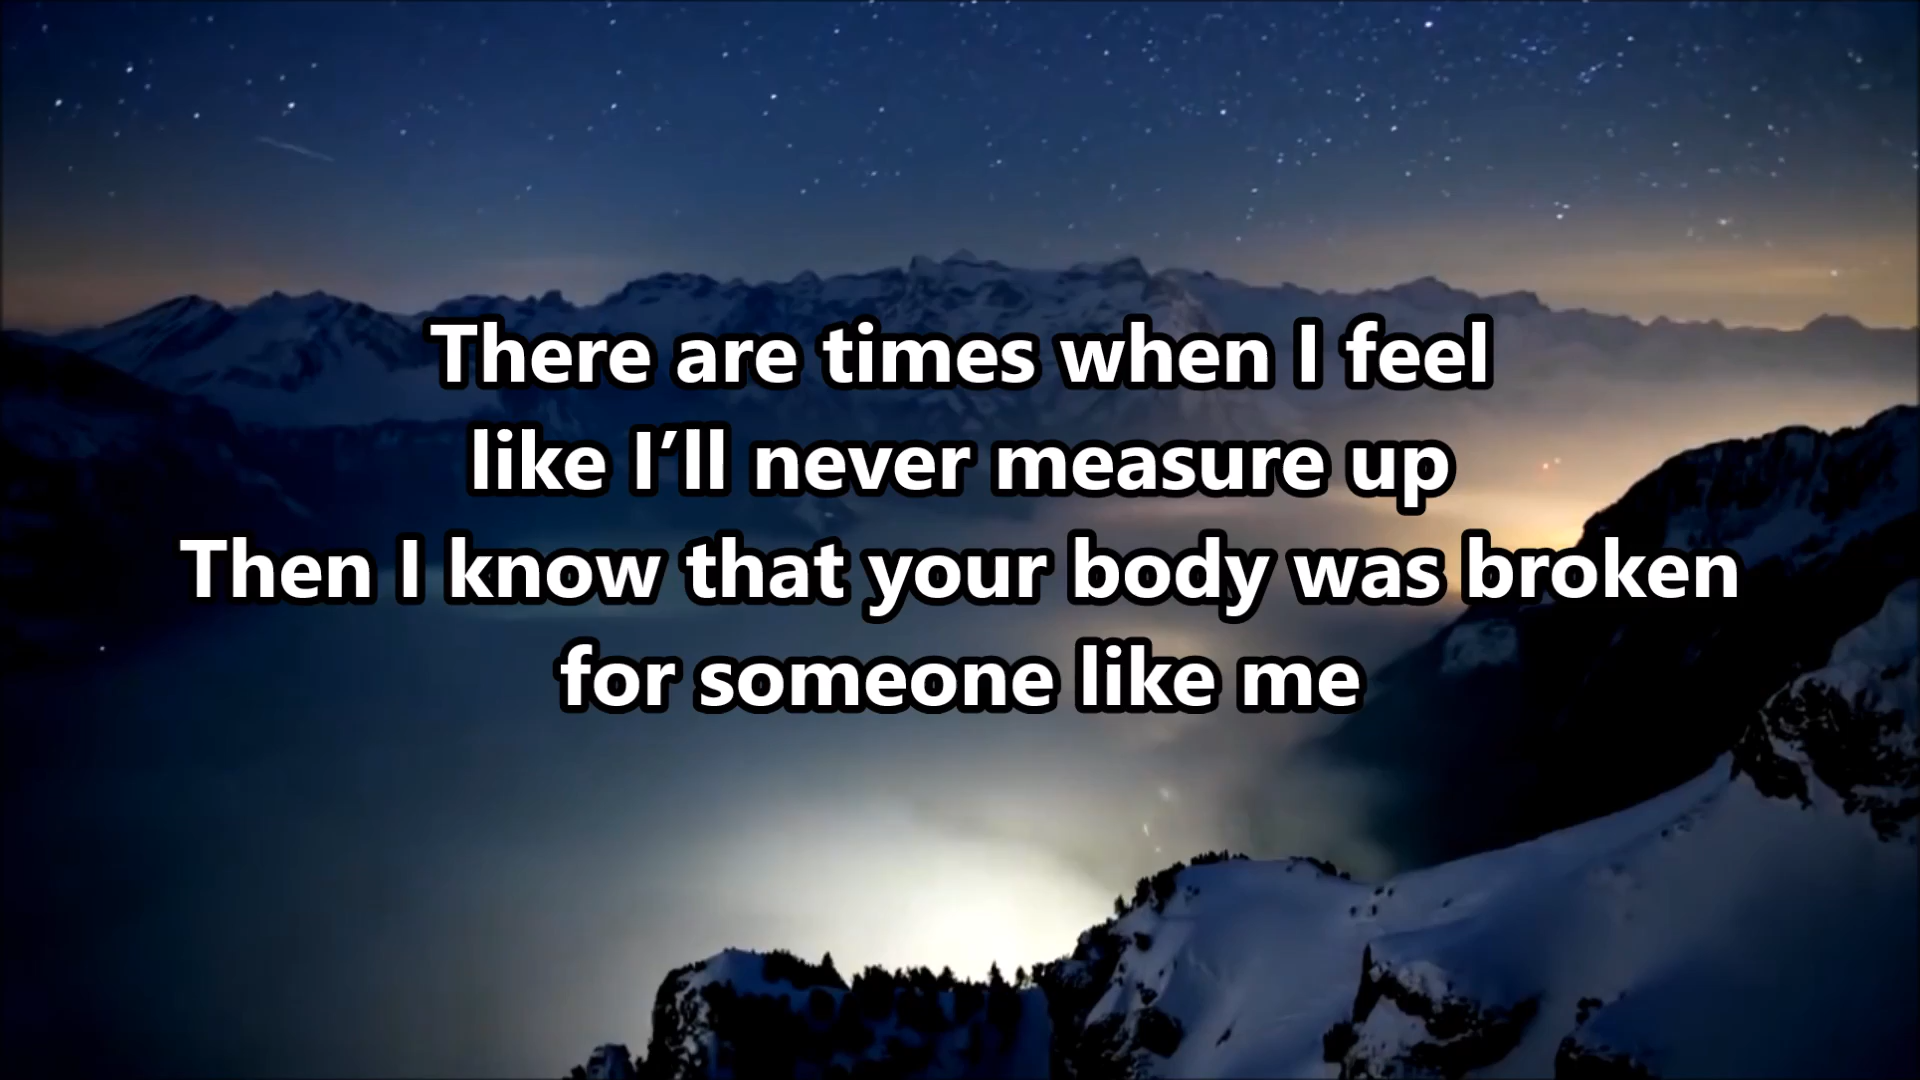 There are times when I feel
like I’ll never measure up
Then I know that your body was broken
for someone like me